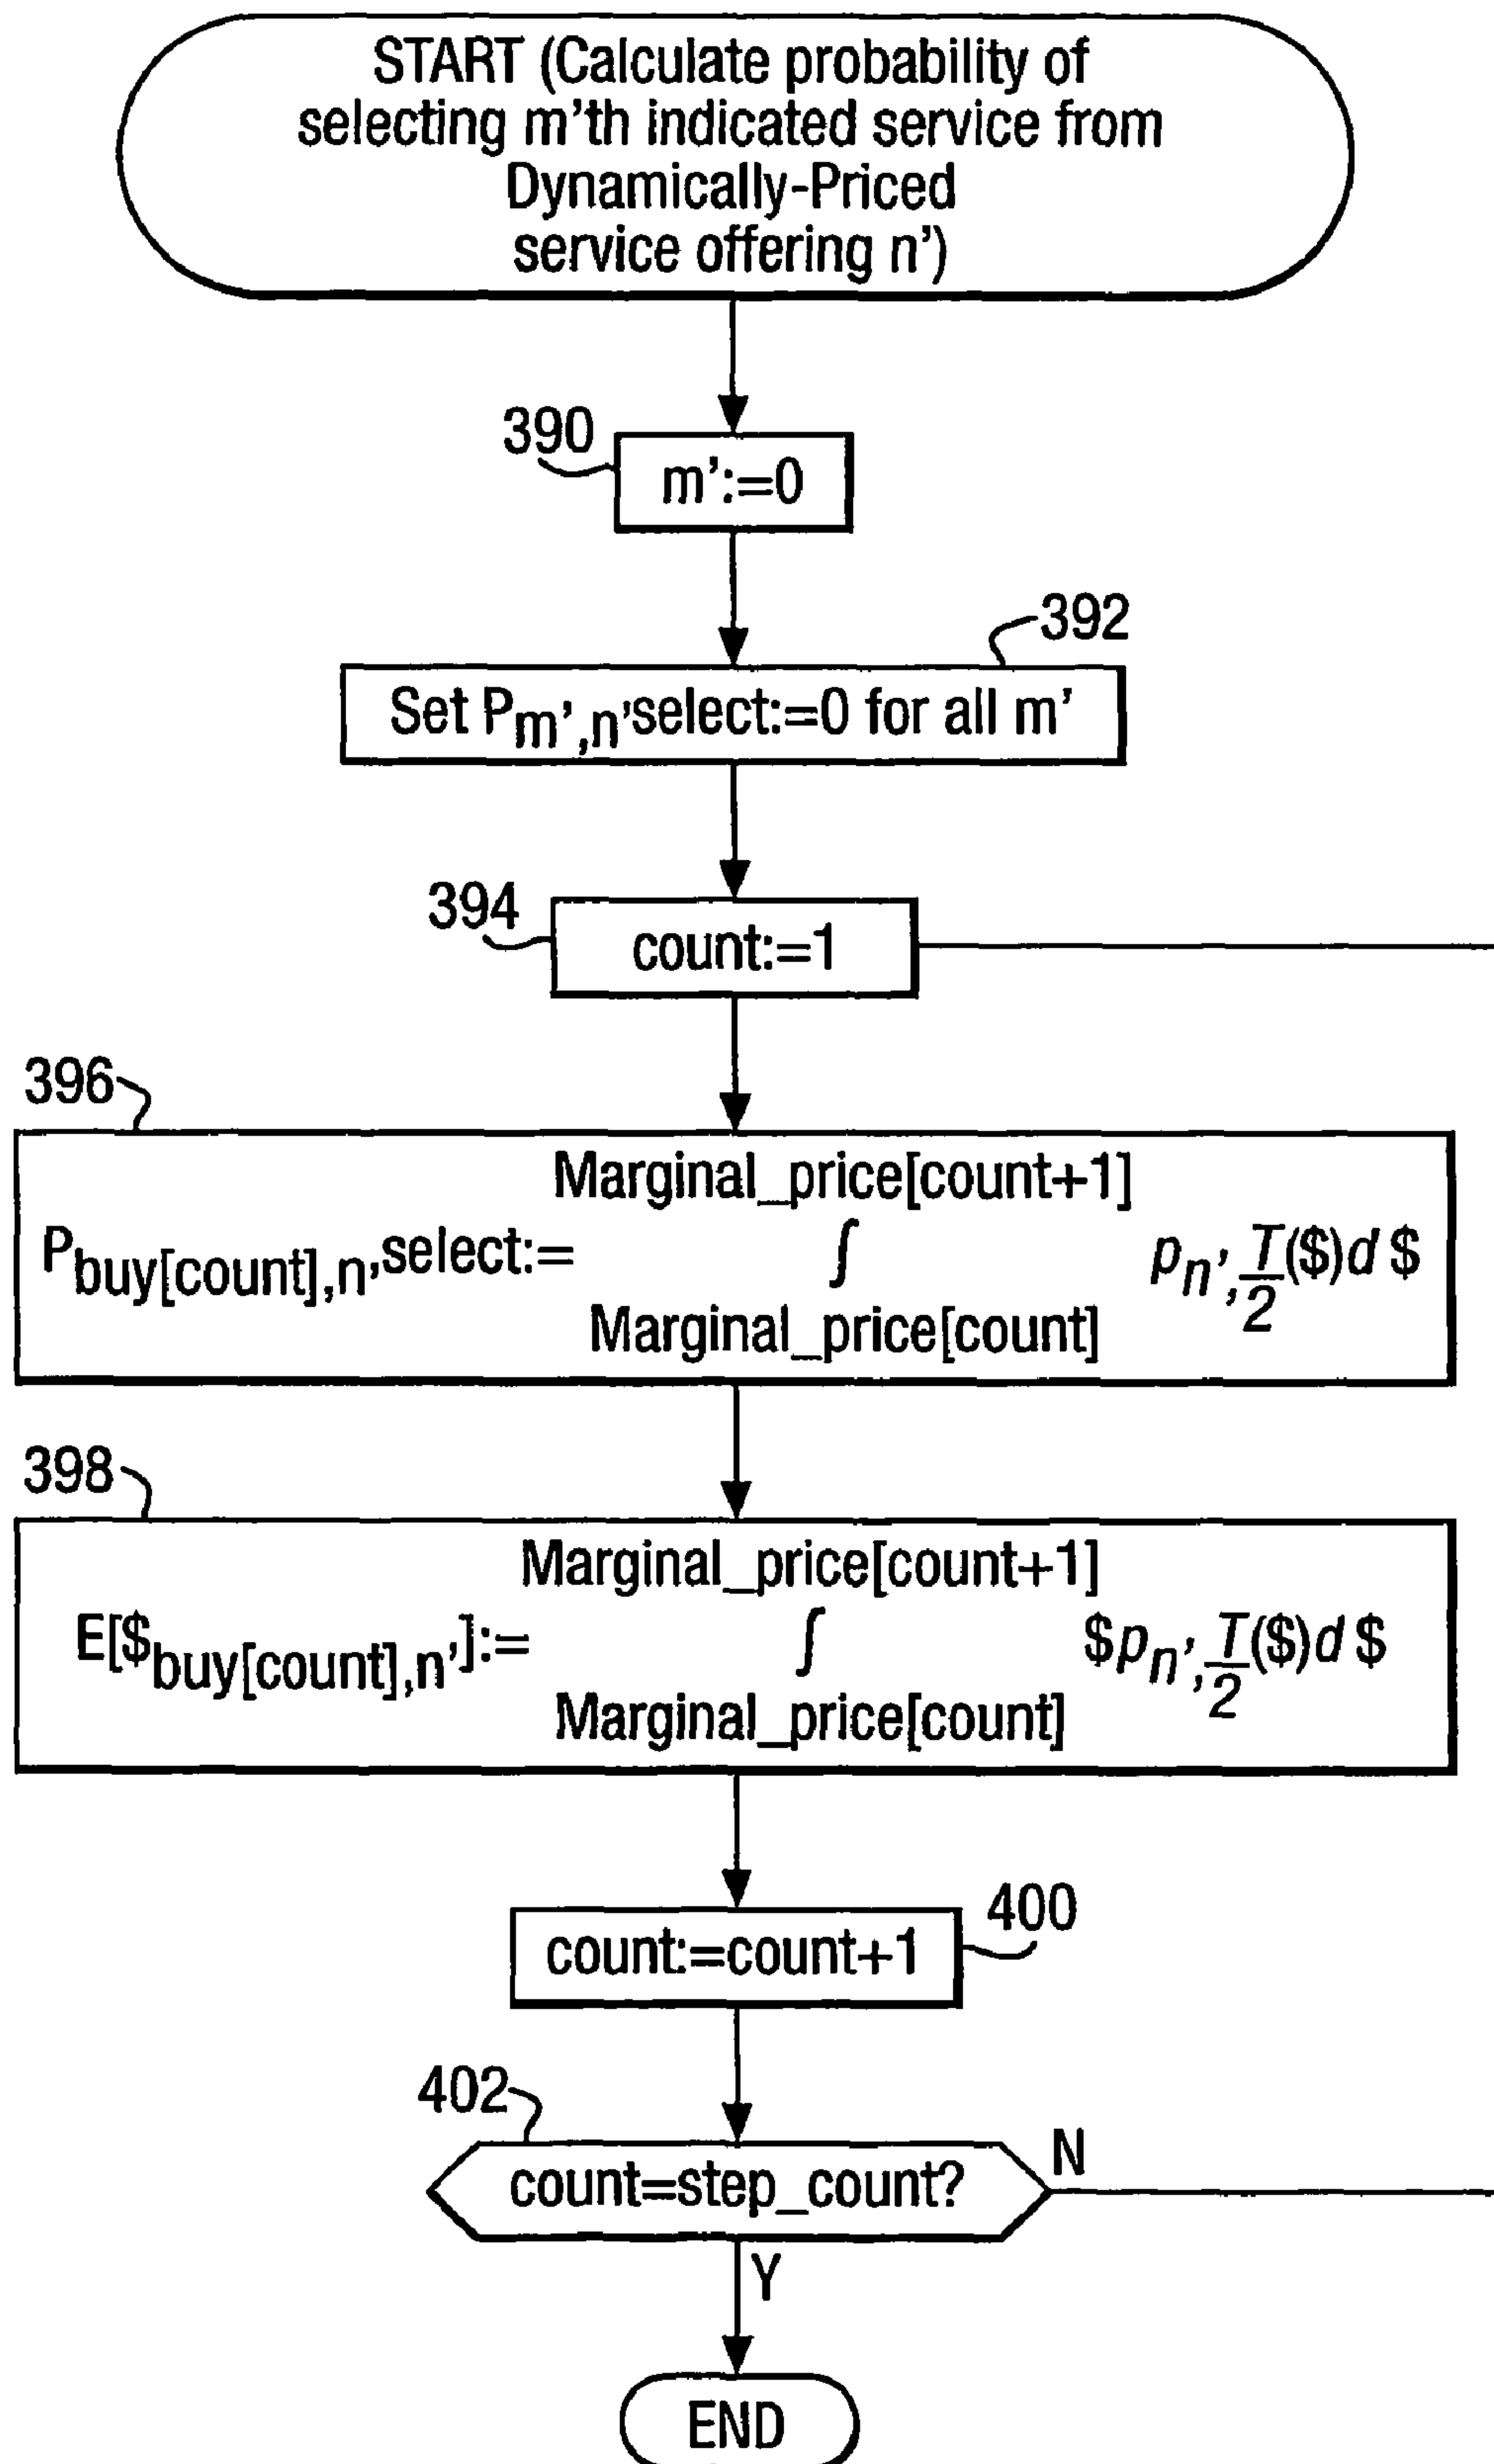 START (Calculate probability of
selecting m'th indicated service from
Dynamically-Priced
service offering n')
390
m':=0
392
Set Pm',n'select:=0 for all m'
394
count:=1
396
Marginal_price[count+1]
Pbuy[count],n'select:= ∫ pn',T/2($)d $
Marginal_price[count]
398
Marginal_price[count+1]
E[$buy[count],n']:= ∫ $pn',T/2($)d $
Marginal_price[count]
400
count:=count+1
402
count=step_count?
N
Y
END